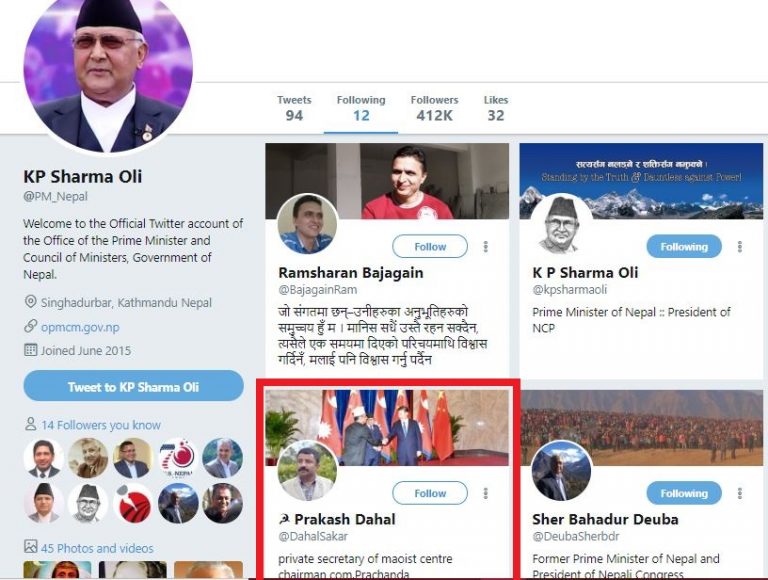 Tweets Following Followers Likes
94 12 412K 32
KP Sharma Oli
@PM_Nepal
Welcome to the Official Twitter account of
the Office of the Prime Minister and
Council of Ministers, Government of
Nepal.
Singhadurbar, Kathmandu Nepal
opmcm.gov.np
Joined June 2015
Tweet to KP Sharma Oli
14 Followers you know
45 Photos and videos
Follow
Ramsharan Bajagain
@BajagainRam
जो संगतमा छन्–उनीहरुका अनुभूतिहरुको
समुच्चय हुँ म । मानिस सधैं उस्तै रहन सक्दैन,
त्यसैले एक समयमा दिएको परिचयमाथि विश्वास
गर्दिनँ, मलाई पनि विश्वास गर्नु पर्दैन
सत्यसँग नलड्ने र शक्तिसँग नझुक्ने !
Standing by the Truth & Dauntless against Power!
Following
K P Sharma Oli
@kpsharmaoli
Prime Minister of Nepal :: President of
NCP
Follow
☭ Prakash Dahal
@DahalSakar
private secretary of maoist centre
chairman com.Prachanda
Following
Sher Bahadur Deuba
@DeubaSherbdr
Former Prime Minister of Nepal and
President of Nepali Congress